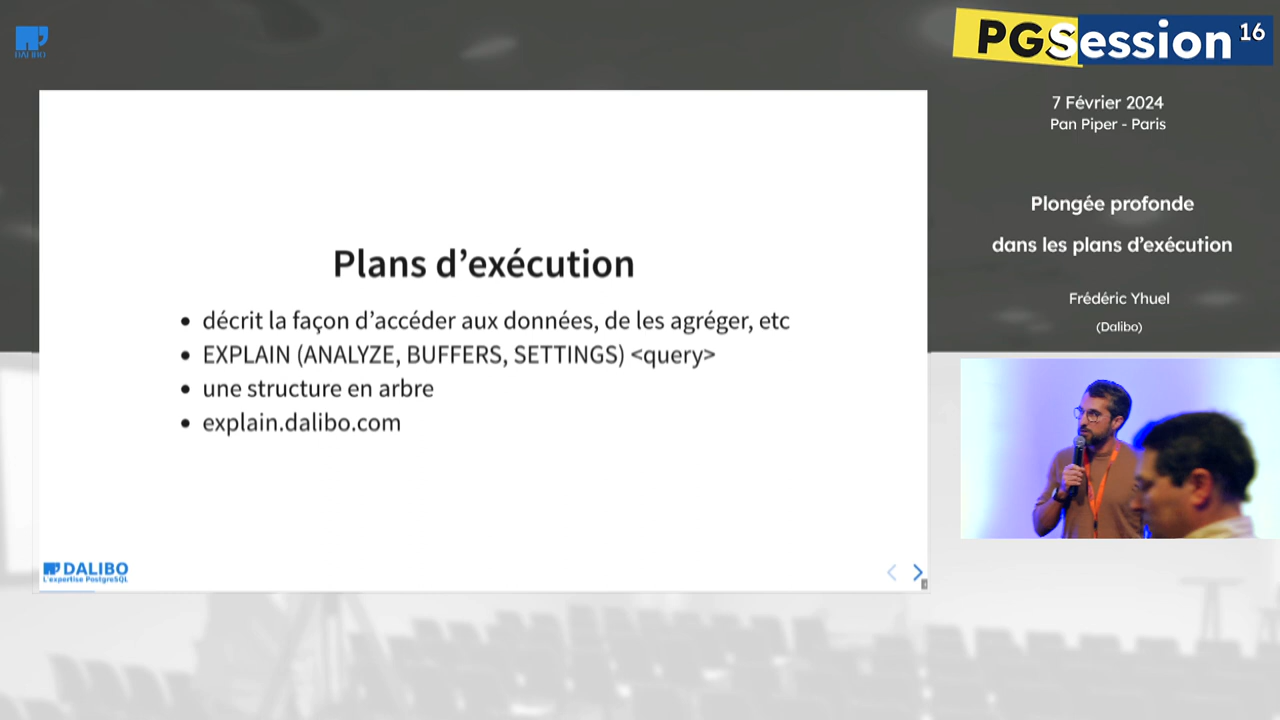 DALIBO
PGSession 16
7 Février 2024
Pan Piper - Paris
Plongée profonde
dans les plans d'exécution
Frédéric Yhuel
(Dalibo)
Plans d'exécution
• décrit la façon d'accéder aux données, de les agréger, etc
• EXPLAIN (ANALYZE, BUFFERS, SETTINGS) <query>
• une structure en arbre
• explain.dalibo.com
DALIBO
L'expertise PostgreSQL